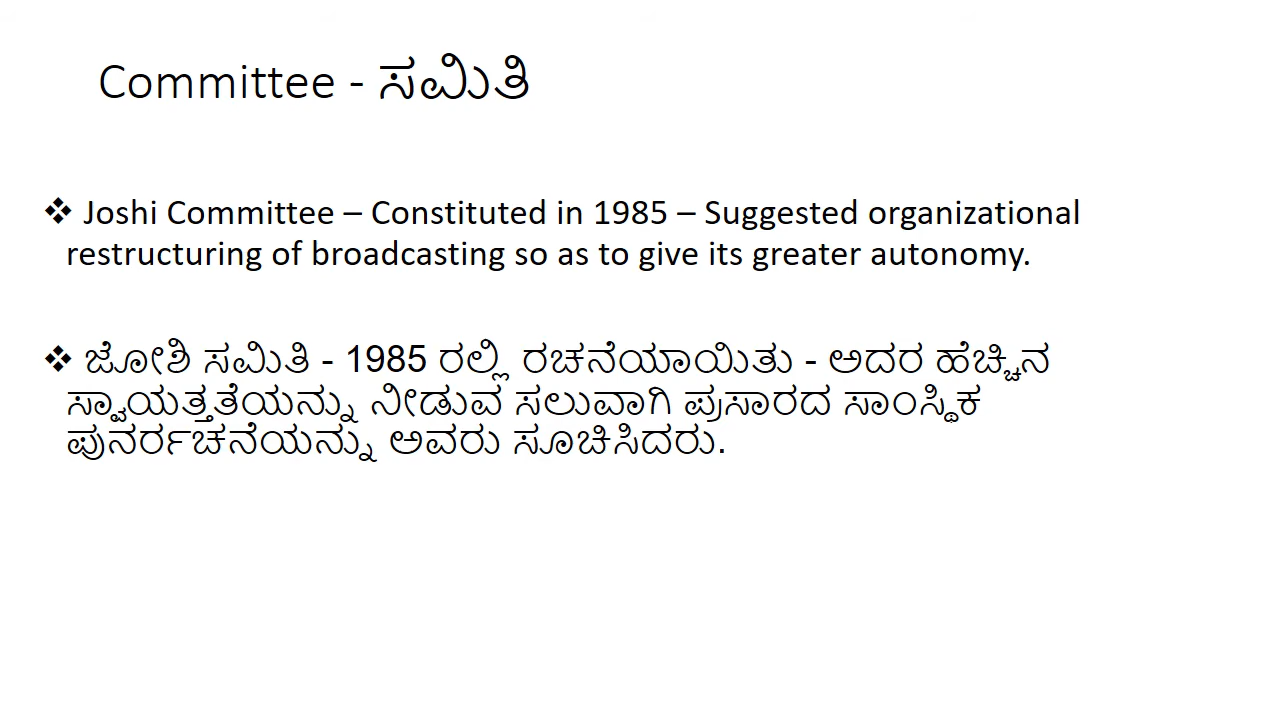 Committee - ಸಮಿತಿ
❖ Joshi Committee – Constituted in 1985 – Suggested organizational
restructuring of broadcasting so as to give its greater autonomy.
❖ ಜೋಶಿ ಸಮಿತಿ - 1985 ರಲ್ಲಿ ರಚನೆಯಾಯಿತು - ಅದರ ಹೆಚ್ಚಿನ
ಸ್ವಾಯತ್ತತೆಯನ್ನು ನೀಡುವ ಸಲುವಾಗಿ ಪ್ರಸಾರದ ಸಾಂಸ್ಥಿಕ
ಪುನರ್ರಚನೆಯನ್ನು ಅವರು ಸೂಚಿಸಿದರು.